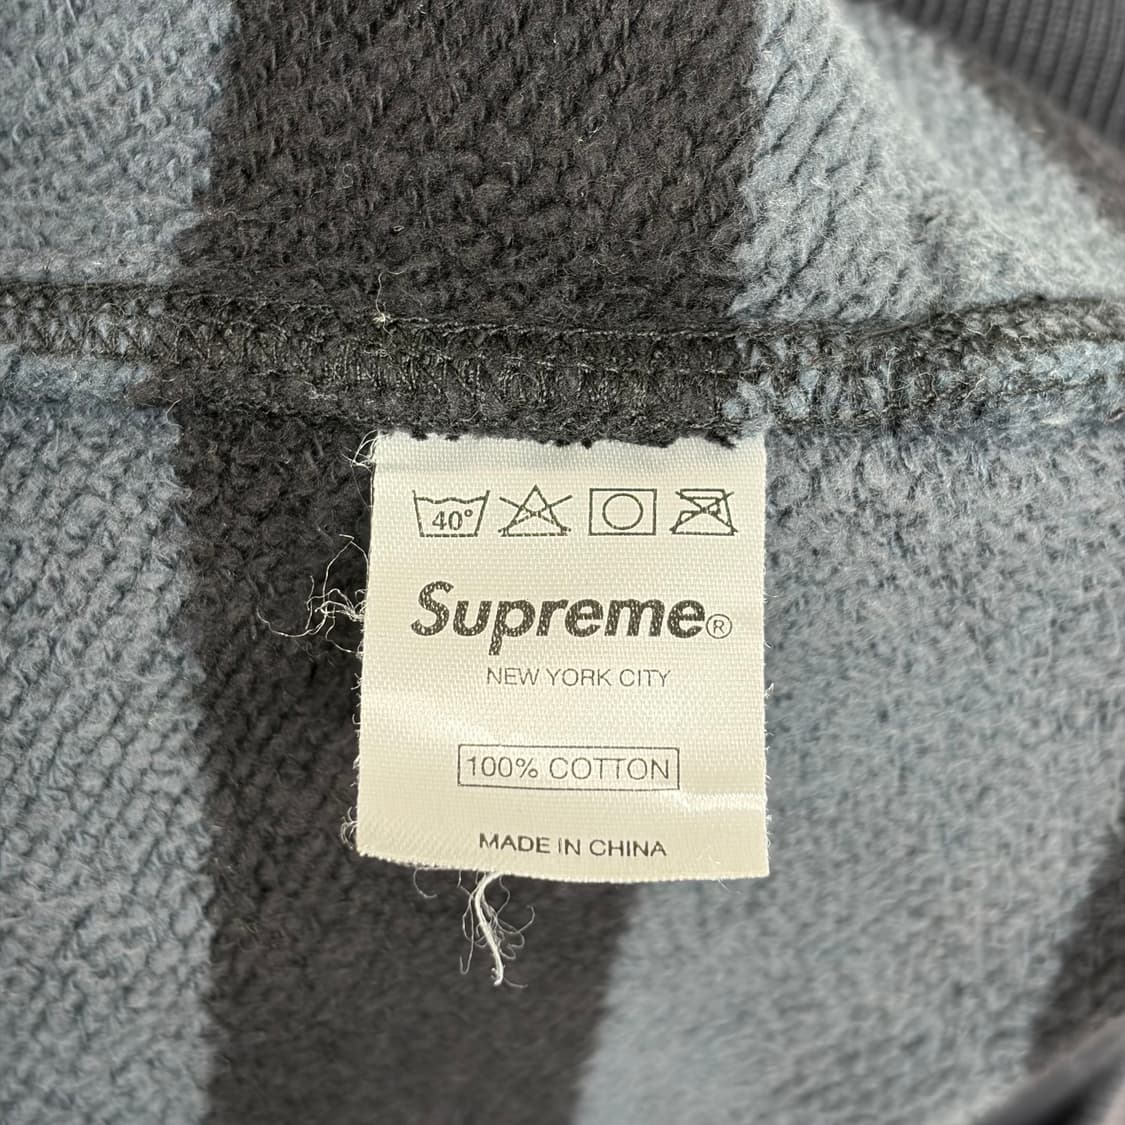 40°
Supreme®
NEW YORK CITY
100% COTTON
MADE IN CHINA